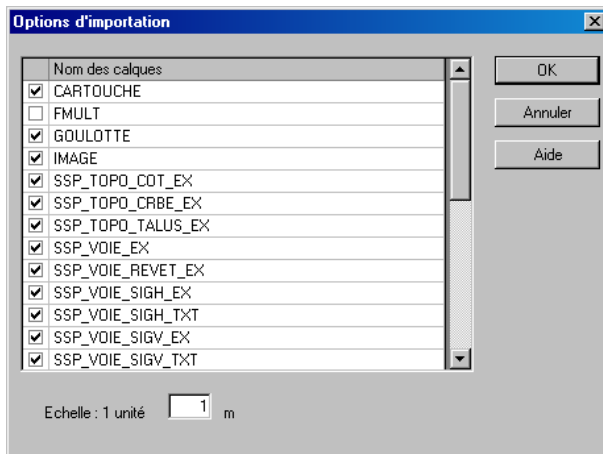 Options d'importation
Nom des calques
CARTOUCHE
FMULT
GOULOTTE
IMAGE
SSP_TOPO_COT_EX
SSP_TOPO_CRBE_EX
SSP_TOPO_TALUS_EX
SSP_VOIE_EX
SSP_VOIE_REVET_EX
SSP_VOIE_SIGH_EX
SSP_VOIE_SIGH_TXT
SSP_VOIE_SIGV_EX
SSP_VOIE_SIGV_TXT
OK
Annuler
Aide
Echelle : 1 unité 1 m